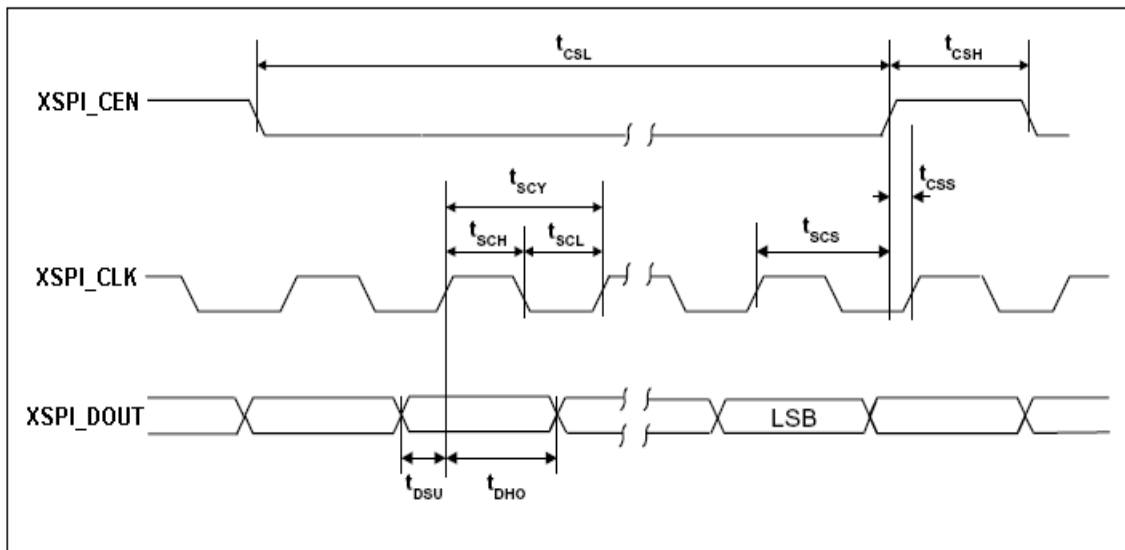 tCSL
tCSH
XSPI_CEN
tCSS
tSCY
tSCH
tSCL
tSCS
XSPI_CLK
XSPI_DOUT
LSB
tDSU
tDHO